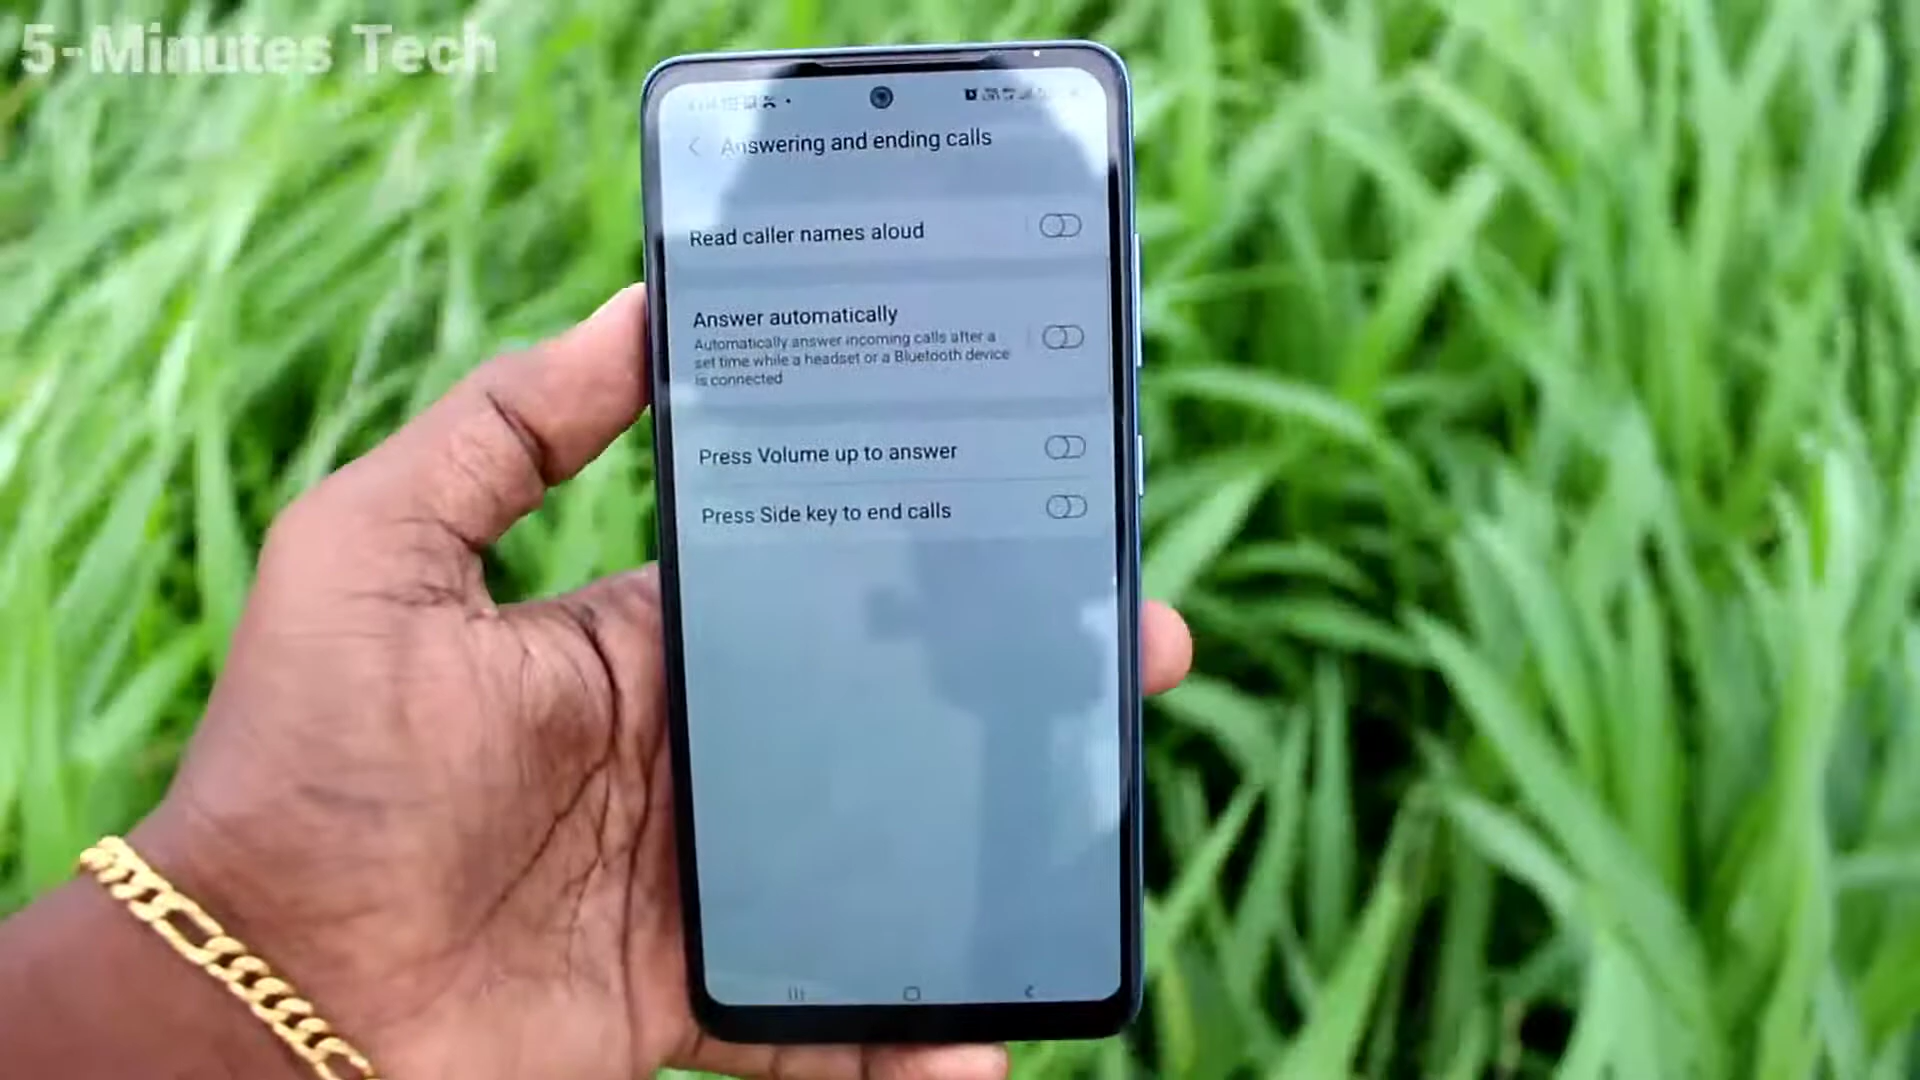 5-Minutes Tech
Answering and ending calls
Read caller names aloud
Answer automatically
Automatically answer incoming calls after a
set time while a headset or a Bluetooth device
is connected
Press Volume up to answer
Press Side key to end calls